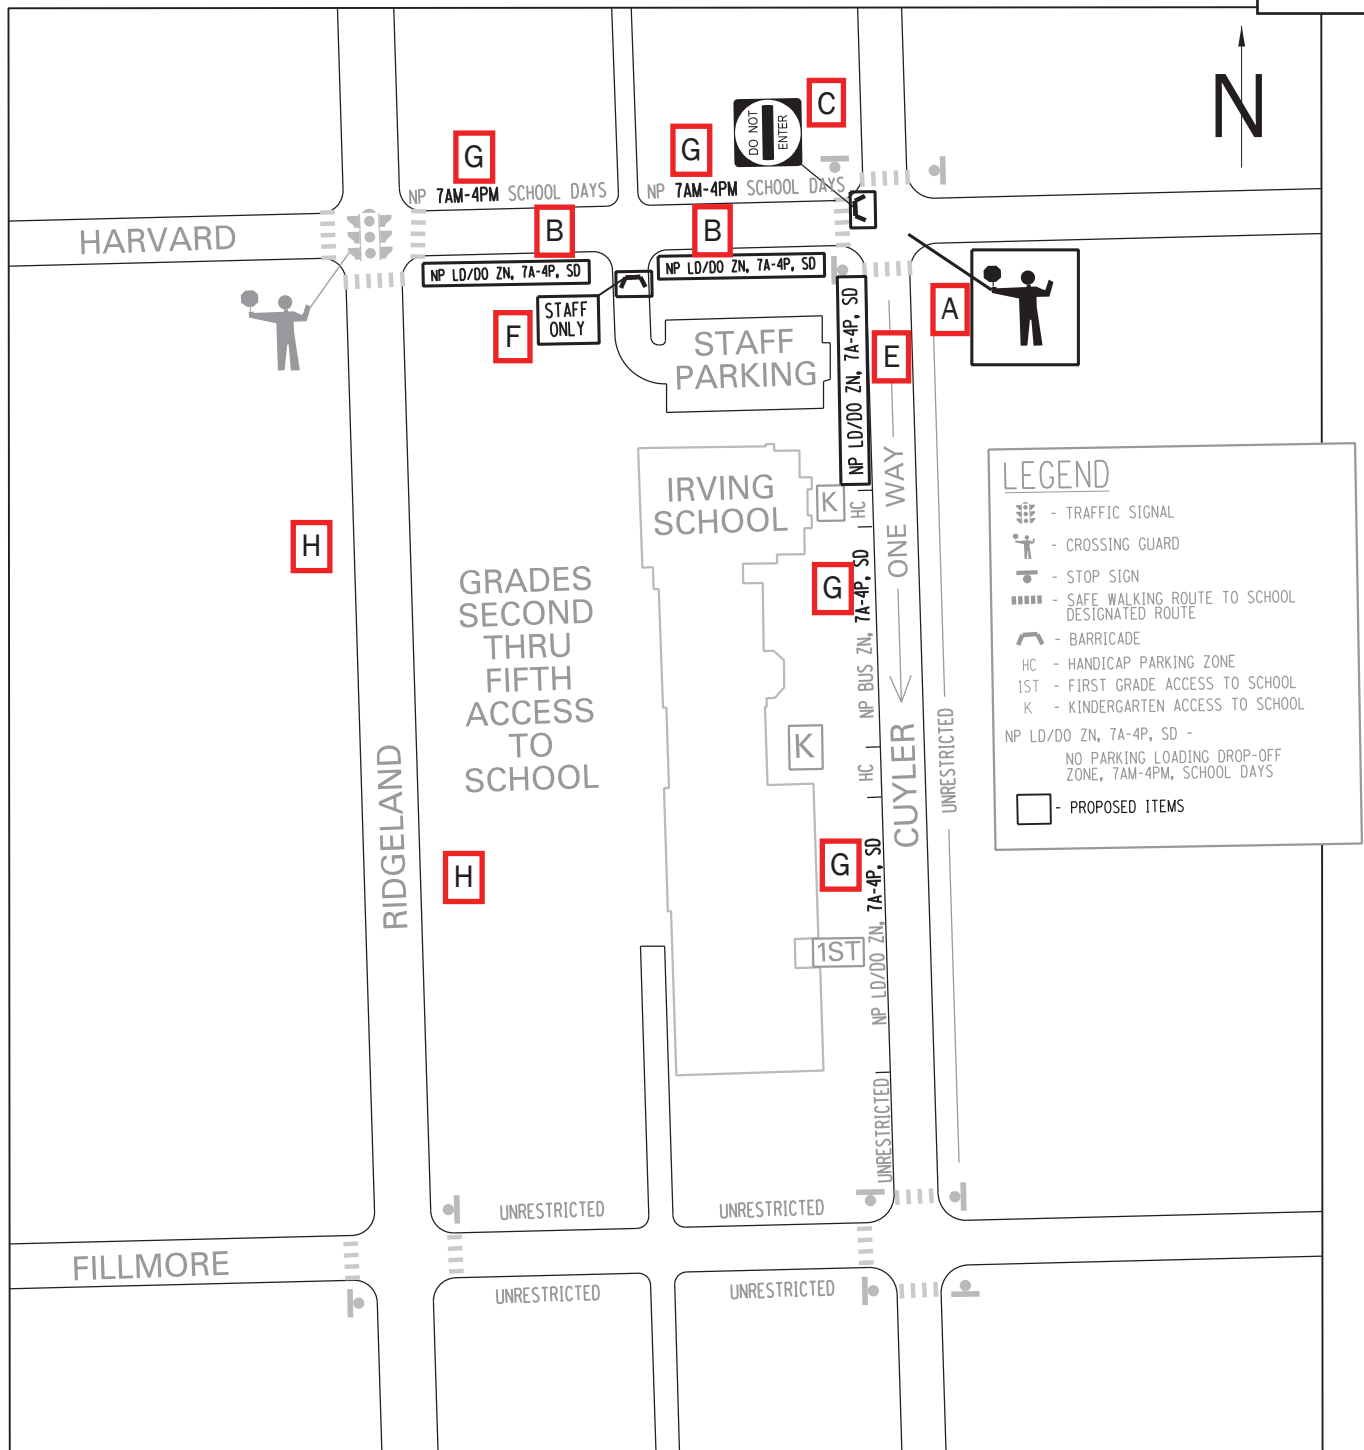 N
C
DO NOT
ENTER
G
G
NP 7AM-4PM SCHOOL DAYS
NP 7AM-4PM SCHOOL DAYS
HARVARD
B
B
NP LD/DO ZN, 7A-4P, SD
NP LD/DO ZN, 7A-4P, SD
F
STAFF
ONLY
STAFF
PARKING
NP LD/DO ZN, 7A-4P, SD
E
A
IRVING
SCHOOL
K
HC
ONE WAY
H
GRADES
SECOND
THRU
FIFTH
ACCESS
TO
SCHOOL
G
NP BUS ZN, 7A-4P, SD
K
HC
CUYLER
UNRESTRICTED
RIDGELAND
H
G
NP LD/DO ZN, 7A-4P, SD
1ST
UNRESTRICTED
LEGEND
- TRAFFIC SIGNAL
- CROSSING GUARD
- STOP SIGN
- SAFE WALKING ROUTE TO SCHOOL
DESIGNATED ROUTE
- BARRICADE
HC - HANDICAP PARKING ZONE
1ST - FIRST GRADE ACCESS TO SCHOOL
K - KINDERGARTEN ACCESS TO SCHOOL
NP LD/DO ZN, 7A-4P, SD -
NO PARKING LOADING DROP-OFF
ZONE, 7AM-4PM, SCHOOL DAYS
- PROPOSED ITEMS
UNRESTRICTED
UNRESTRICTED
FILLMORE
UNRESTRICTED
UNRESTRICTED